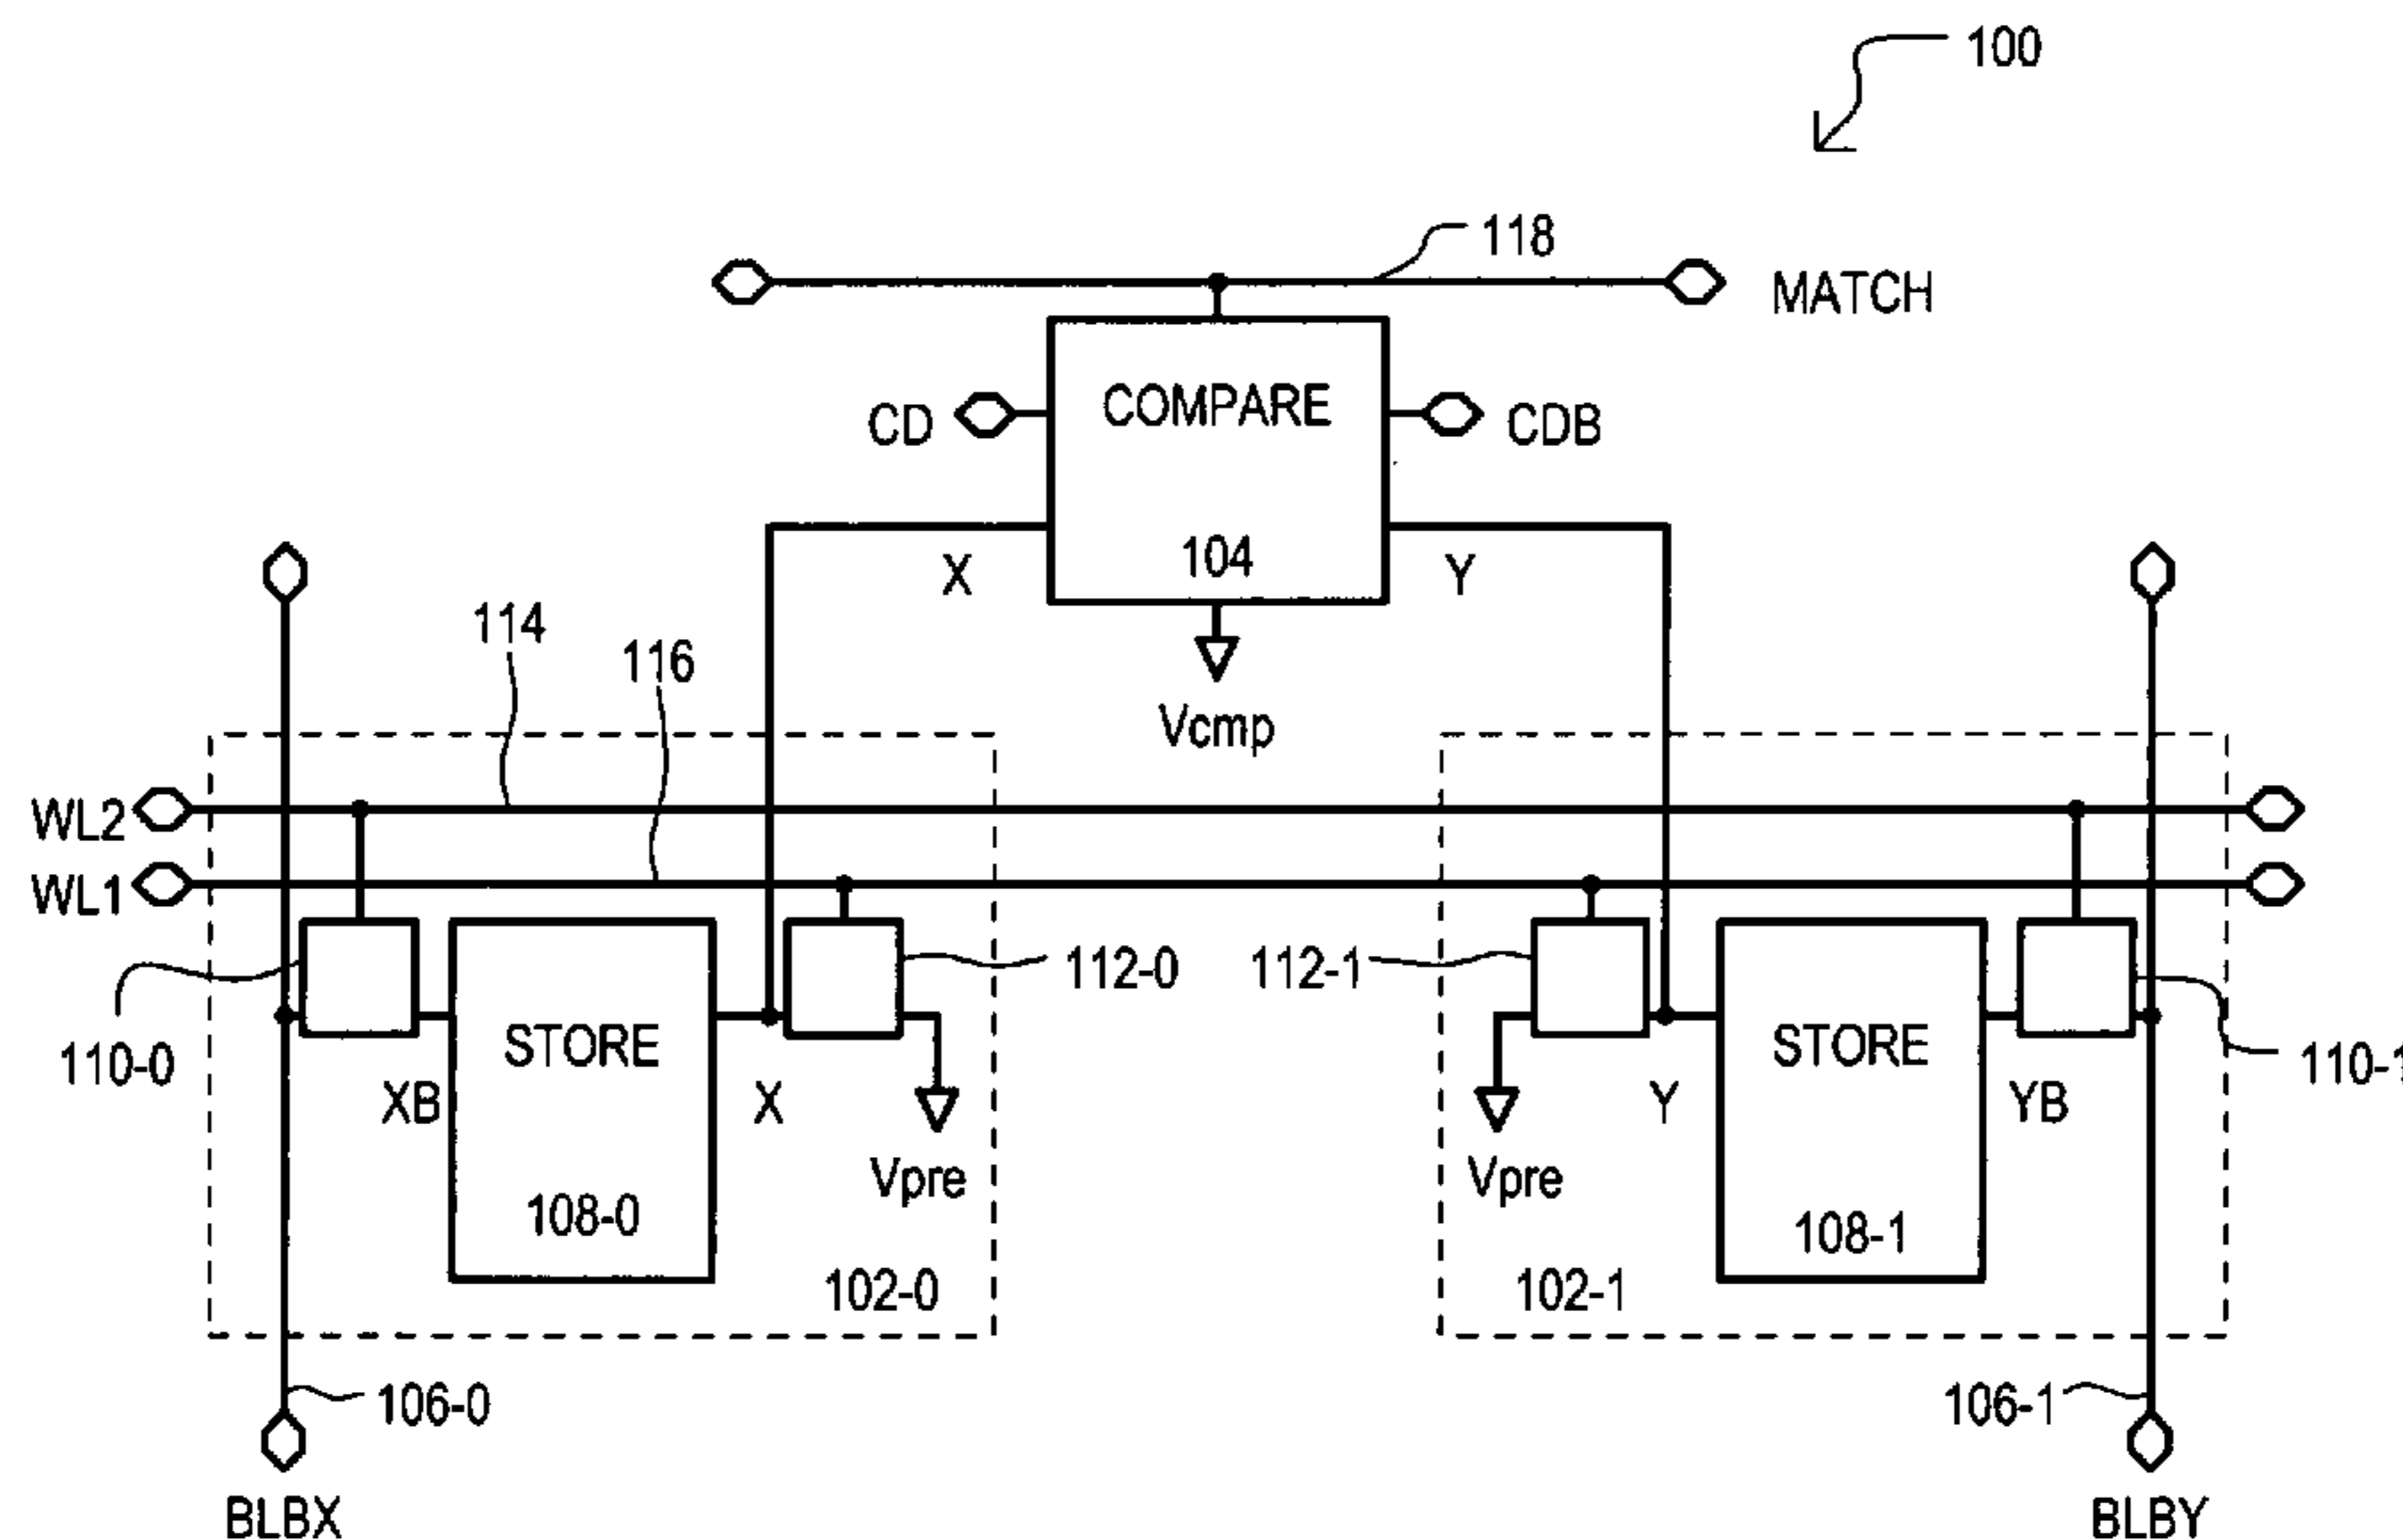 100
118
MATCH
COMPARE
CD
CDB
104
X
Y
114
116
Vcmp
WL2
WL1
112-0
112-1
STORE
STORE
110-0
110-1
XB
X
Y
YB
Vpre
Vpre
108-0
108-1
102-0
102-1
106-0
106-1
BLBX
BLBY